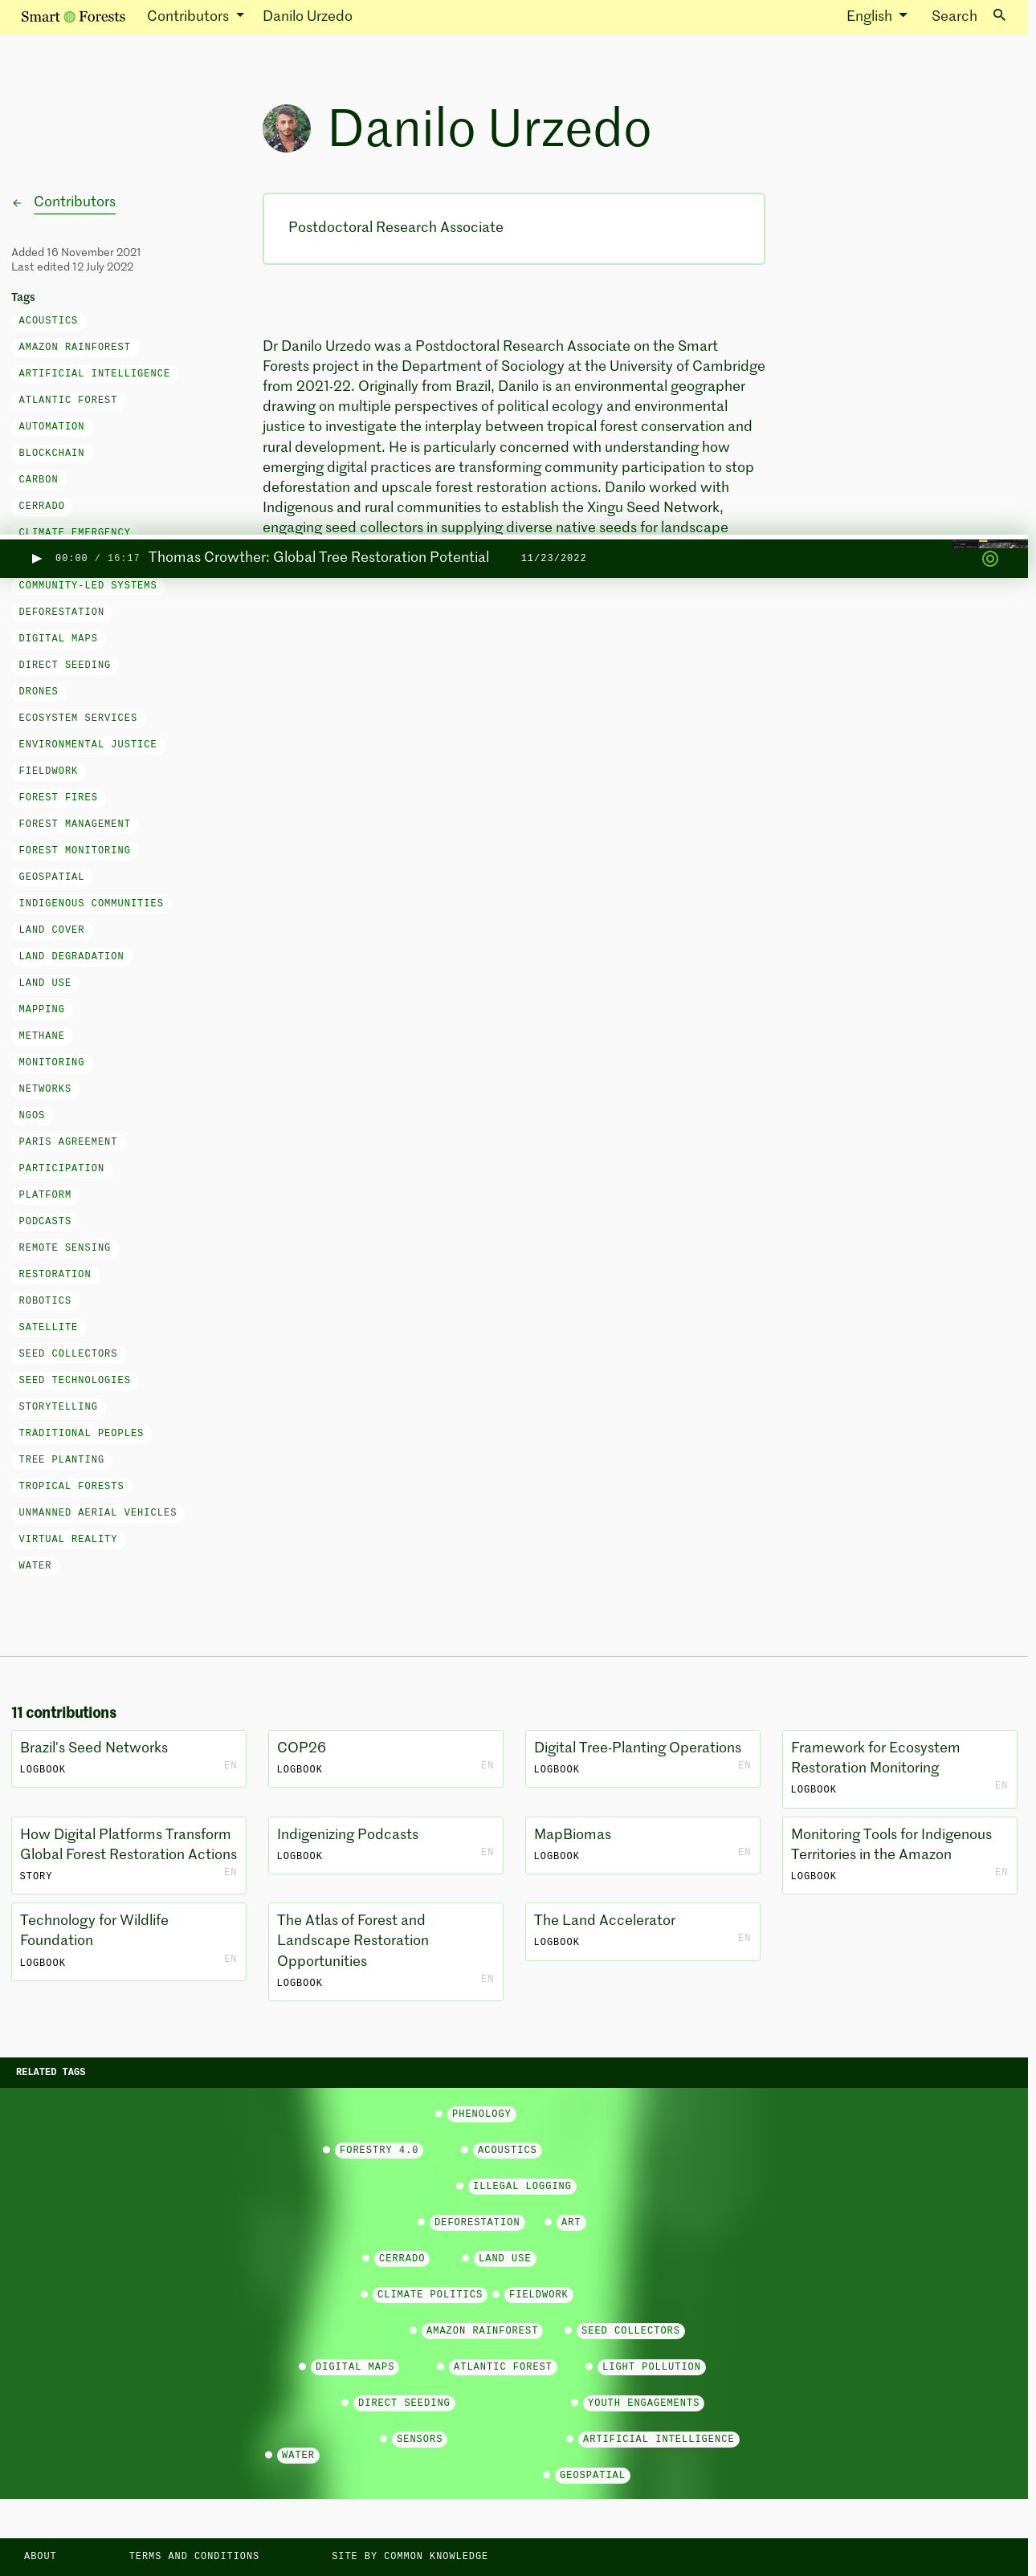 Smart Forests Contributors Danilo Urzedo English Search
Danilo Urzedo
Contributors
Postdoctoral Research Associate
Added 16 November 2021
Last edited 12 July 2022
Tags
ACOUSTICS
AMAZON RAINFOREST
ARTIFICIAL INTELLIGENCE
ATLANTIC FOREST
AUTOMATION
BLOCKCHAIN
CARBON
CERRADO
CLIMATE EMERGENCY
Dr Danilo Urzedo was a Postdoctoral Research Associate on the Smart
Forests project in the Department of Sociology at the University of Cambridge
from 2021-22. Originally from Brazil, Danilo is an environmental geographer
drawing on multiple perspectives of political ecology and environmental
justice to investigate the interplay between tropical forest conservation and
rural development. He is particularly concerned with understanding how
emerging digital practices are transforming community participation to stop
deforestation and upscale forest restoration actions. Danilo worked with
Indigenous and rural communities to establish the Xingu Seed Network,
engaging seed collectors in supplying diverse native seeds for landscape
00:00 / 16:17 Thomas Crowther: Global Tree Restoration Potential 11/23/2022
COMMUNITY-LED SYSTEMS
DEFORESTATION
DIGITAL MAPS
DIRECT SEEDING
DRONES
ECOSYSTEM SERVICES
ENVIRONMENTAL JUSTICE
FIELDWORK
FOREST FIRES
FOREST MANAGEMENT
FOREST MONITORING
GEOSPATIAL
INDIGENOUS COMMUNITIES
LAND COVER
LAND DEGRADATION
LAND USE
MAPPING
METHANE
MONITORING
NETWORKS
NGOS
PARIS AGREEMENT
PARTICIPATION
PLATFORM
PODCASTS
REMOTE SENSING
RESTORATION
ROBOTICS
SATELLITE
SEED COLLECTORS
SEED TECHNOLOGIES
STORYTELLING
TRADITIONAL PEOPLES
TREE PLANTING
TROPICAL FORESTS
UNMANNED AERIAL VEHICLES
VIRTUAL REALITY
WATER
11 contributions
Brazil's Seed Networks
LOGBOOK EN
COP26
LOGBOOK EN
Digital Tree-Planting Operations
LOGBOOK EN
Framework for Ecosystem
Restoration Monitoring
LOGBOOK EN
How Digital Platforms Transform
Global Forest Restoration Actions
STORY EN
Indigenizing Podcasts
LOGBOOK EN
MapBiomas
LOGBOOK EN
Monitoring Tools for Indigenous
Territories in the Amazon
LOGBOOK EN
Technology for Wildlife
Foundation
LOGBOOK EN
The Atlas of Forest and
Landscape Restoration
Opportunities
LOGBOOK EN
The Land Accelerator
LOGBOOK EN
RELATED TAGS
PHENOLOGY
FORESTRY 4.0 ACOUSTICS
ILLEGAL LOGGING
DEFORESTATION ART
CERRADO LAND USE
CLIMATE POLITICS FIELDWORK
AMAZON RAINFOREST SEED COLLECTORS
DIGITAL MAPS ATLANTIC FOREST LIGHT POLLUTION
DIRECT SEEDING YOUTH ENGAGEMENTS
SENSORS ARTIFICIAL INTELLIGENCE
WATER
GEOSPATIAL
ABOUT TERMS AND CONDITIONS SITE BY COMMON KNOWLEDGE